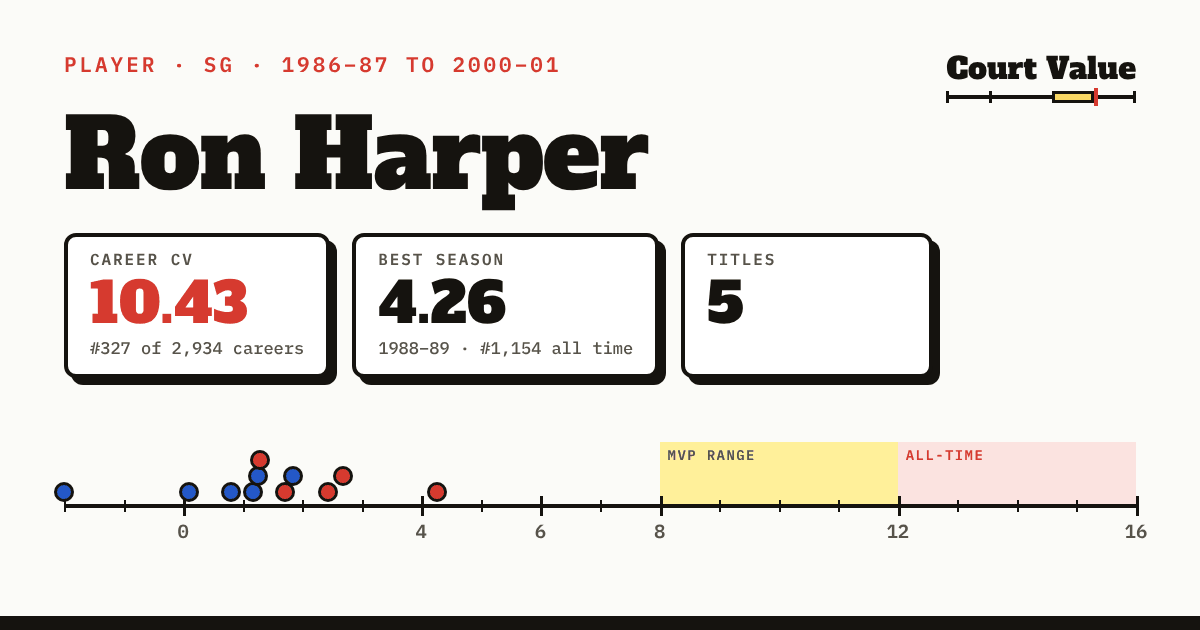 PLAYER · SG · 1986–87 TO 2000–01
Court Value
Ron Harper
CAREER CV
10.43
#327 of 2,934 careers
BEST SEASON
4.26
1988–89 · #1,154 all time
TITLES
5
MVP RANGE
ALL-TIME
0 4 6 8 12 16